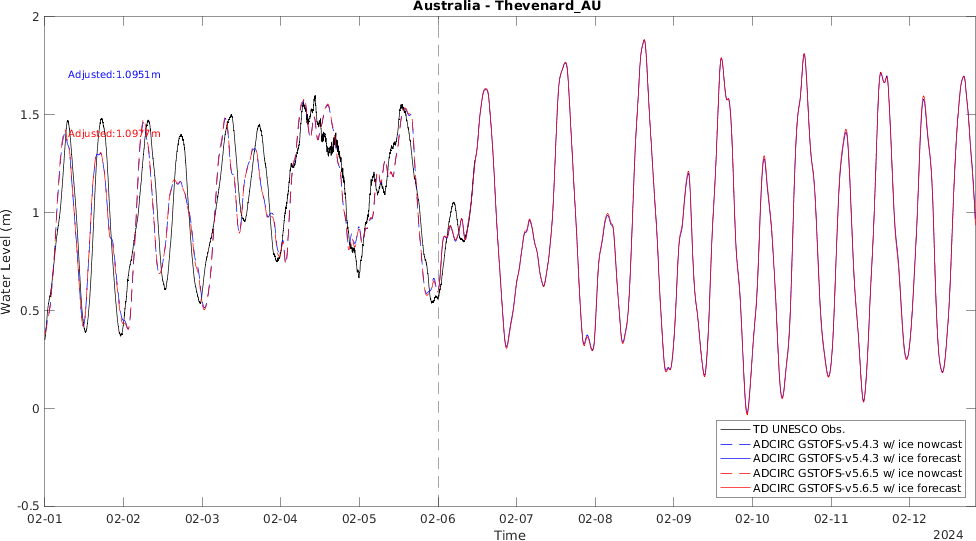 Australia - Thevenard_AU
2
1.5
1
0.5
0
-0.5
Water Level (m)
Adjusted:1.0951m
Adjusted:1.0977m
TD UNESCO Obs.
ADCIRC GSTOFS-v5.4.3 w/ ice nowcast
ADCIRC GSTOFS-v5.4.3 w/ ice forecast
ADCIRC GSTOFS-v5.6.5 w/ ice nowcast
ADCIRC GSTOFS-v5.6.5 w/ ice forecast
02-01 02-02 02-03 02-04 02-05 02-06 02-07 02-08 02-09 02-10 02-11 02-12
Time
2024